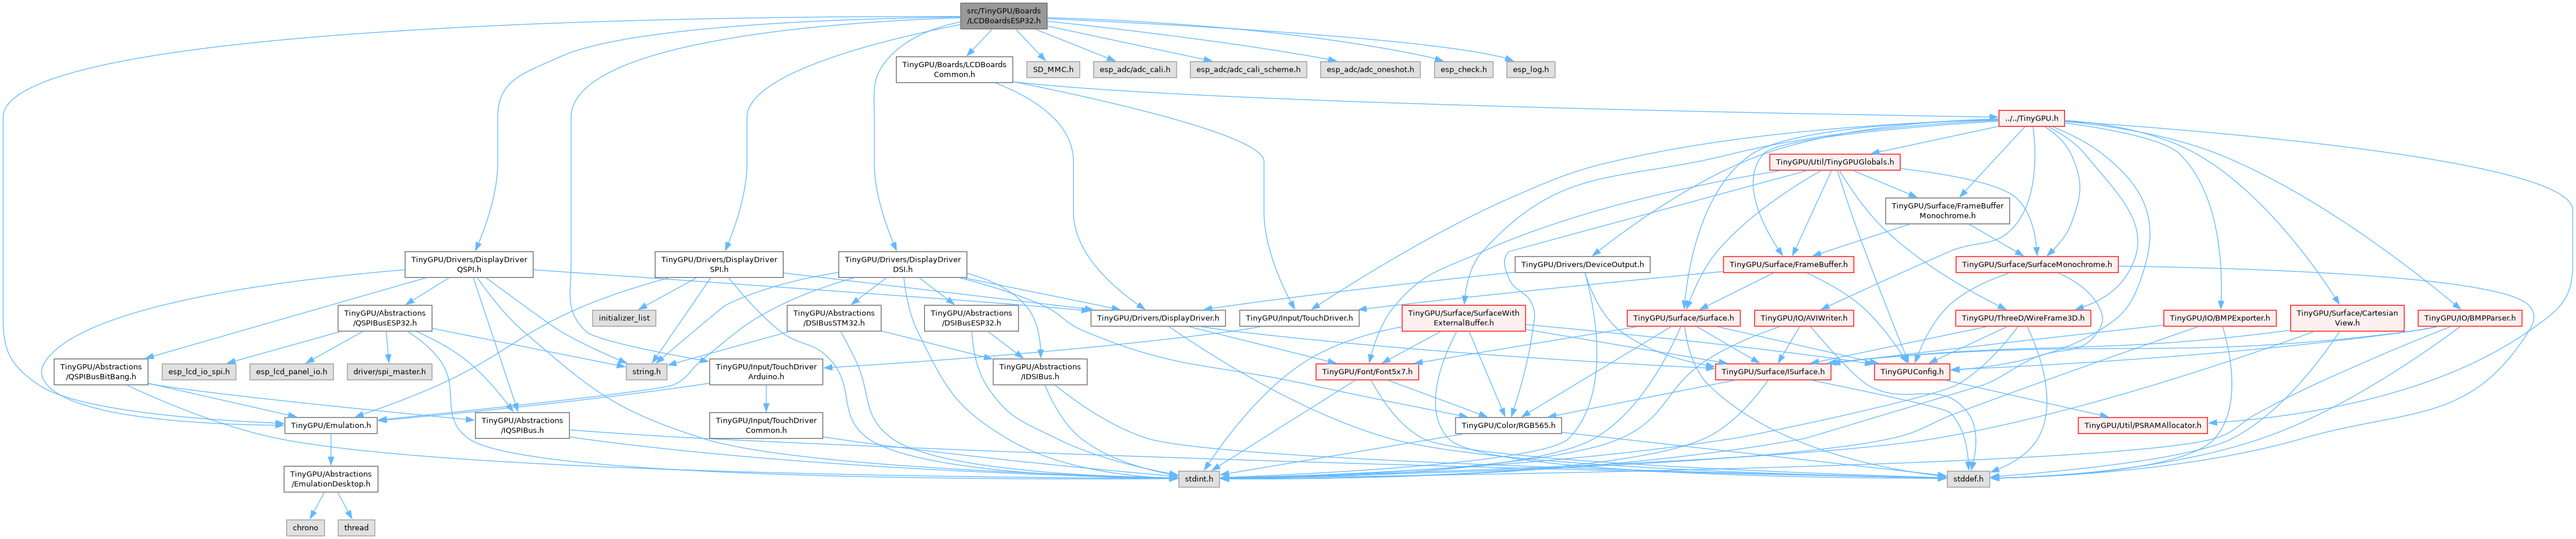 src/TinyGPU/Boards
/LCDBoardsESP32.h
TinyGPU/Boards/LCDBoards
Common.h
SD_MMC.h
esp_adc/adc_cali.h
esp_adc/adc_cali_scheme.h
esp_adc/adc_oneshot.h
esp_check.h
esp_log.h
../../TinyGPU.h
TinyGPU/Util/TinyGPUGlobals.h
TinyGPU/Surface/FrameBuffer
Monochrome.h
TinyGPU/Drivers/DisplayDriver
QSPI.h
TinyGPU/Drivers/DisplayDriver
SPI.h
TinyGPU/Drivers/DisplayDriver
DSI.h
TinyGPU/Drivers/DeviceOutput.h
TinyGPU/Surface/FrameBuffer.h
TinyGPU/Surface/SurfaceMonochrome.h
TinyGPU/Abstractions
/QSPIBusESP32.h
initializer_list
TinyGPU/Abstractions
/DSIBusSTM32.h
TinyGPU/Abstractions
/DSIBusESP32.h
TinyGPU/Drivers/DisplayDriver.h
TinyGPU/Input/TouchDriver.h
TinyGPU/Surface/SurfaceWith
ExternalBuffer.h
TinyGPU/Surface/Surface.h
TinyGPU/IO/AVIWriter.h
TinyGPU/ThreeD/WireFrame3D.h
TinyGPU/IO/BMPExporter.h
TinyGPU/Surface/Cartesian
View.h
TinyGPU/IO/BMPParser.h
TinyGPU/Abstractions
/QSPIBusBitBang.h
esp_lcd_io_spi.h
esp_lcd_panel_io.h
driver/spi_master.h
string.h
TinyGPU/Input/TouchDriver
Arduino.h
TinyGPU/Abstractions
/IDSIBus.h
TinyGPU/Font/Font5x7.h
TinyGPU/Surface/ISurface.h
TinyGPUConfig.h
TinyGPU/Emulation.h
TinyGPU/Abstractions
/IQSPIBus.h
TinyGPU/Input/TouchDriver
Common.h
TinyGPU/Color/RGB565.h
TinyGPU/Util/PSRAMAllocator.h
TinyGPU/Abstractions
/EmulationDesktop.h
stdint.h
stddef.h
chrono
thread